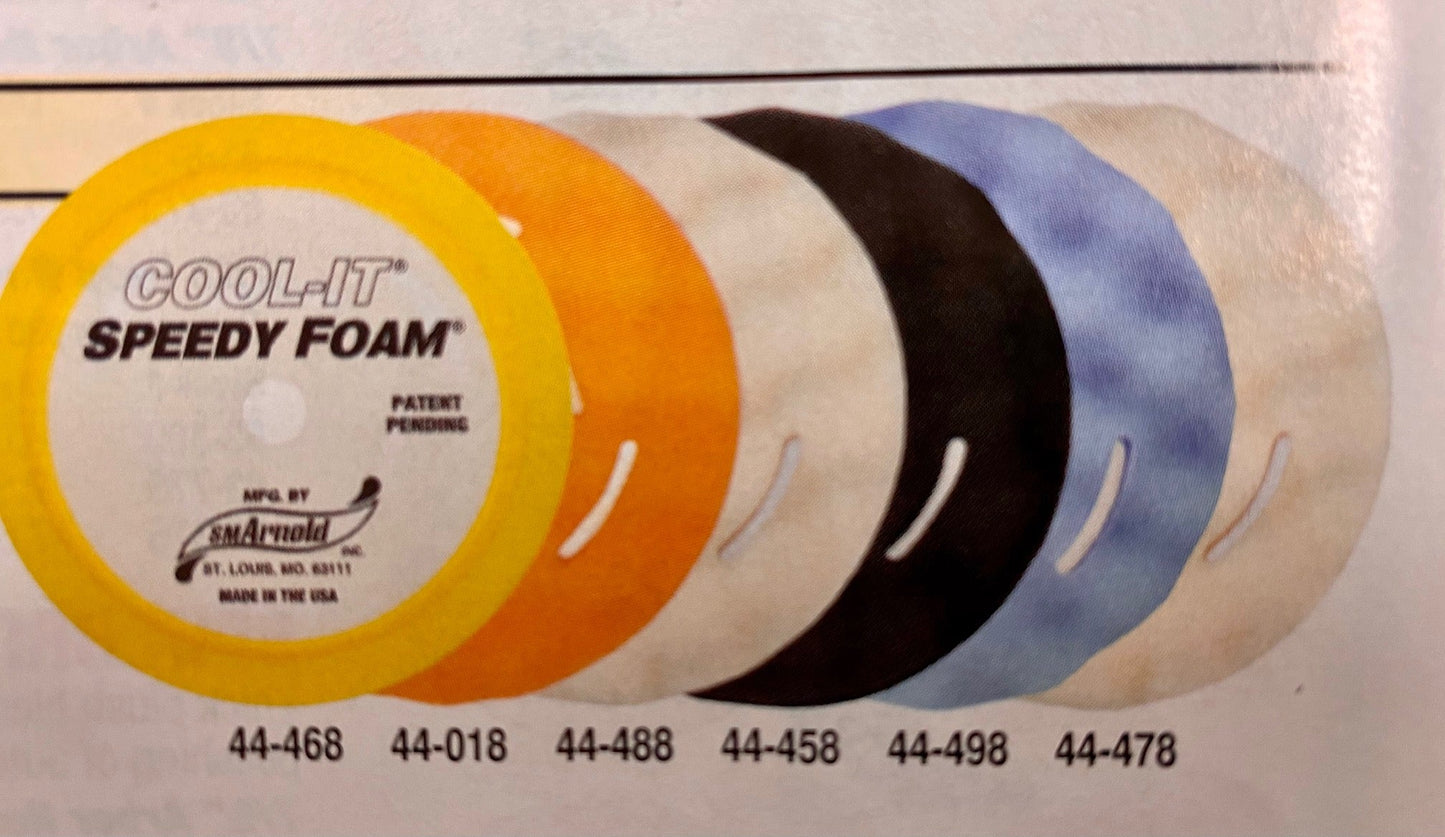 COOL-IT®
SPEEDY FOAM®
PATENT
PENDING
MFG. BY
SMArnold
INC.
ST. LOUIS, MO. 63111
MADE IN THE USA
44-468 44-018 44-488 44-458 44-498 44-478